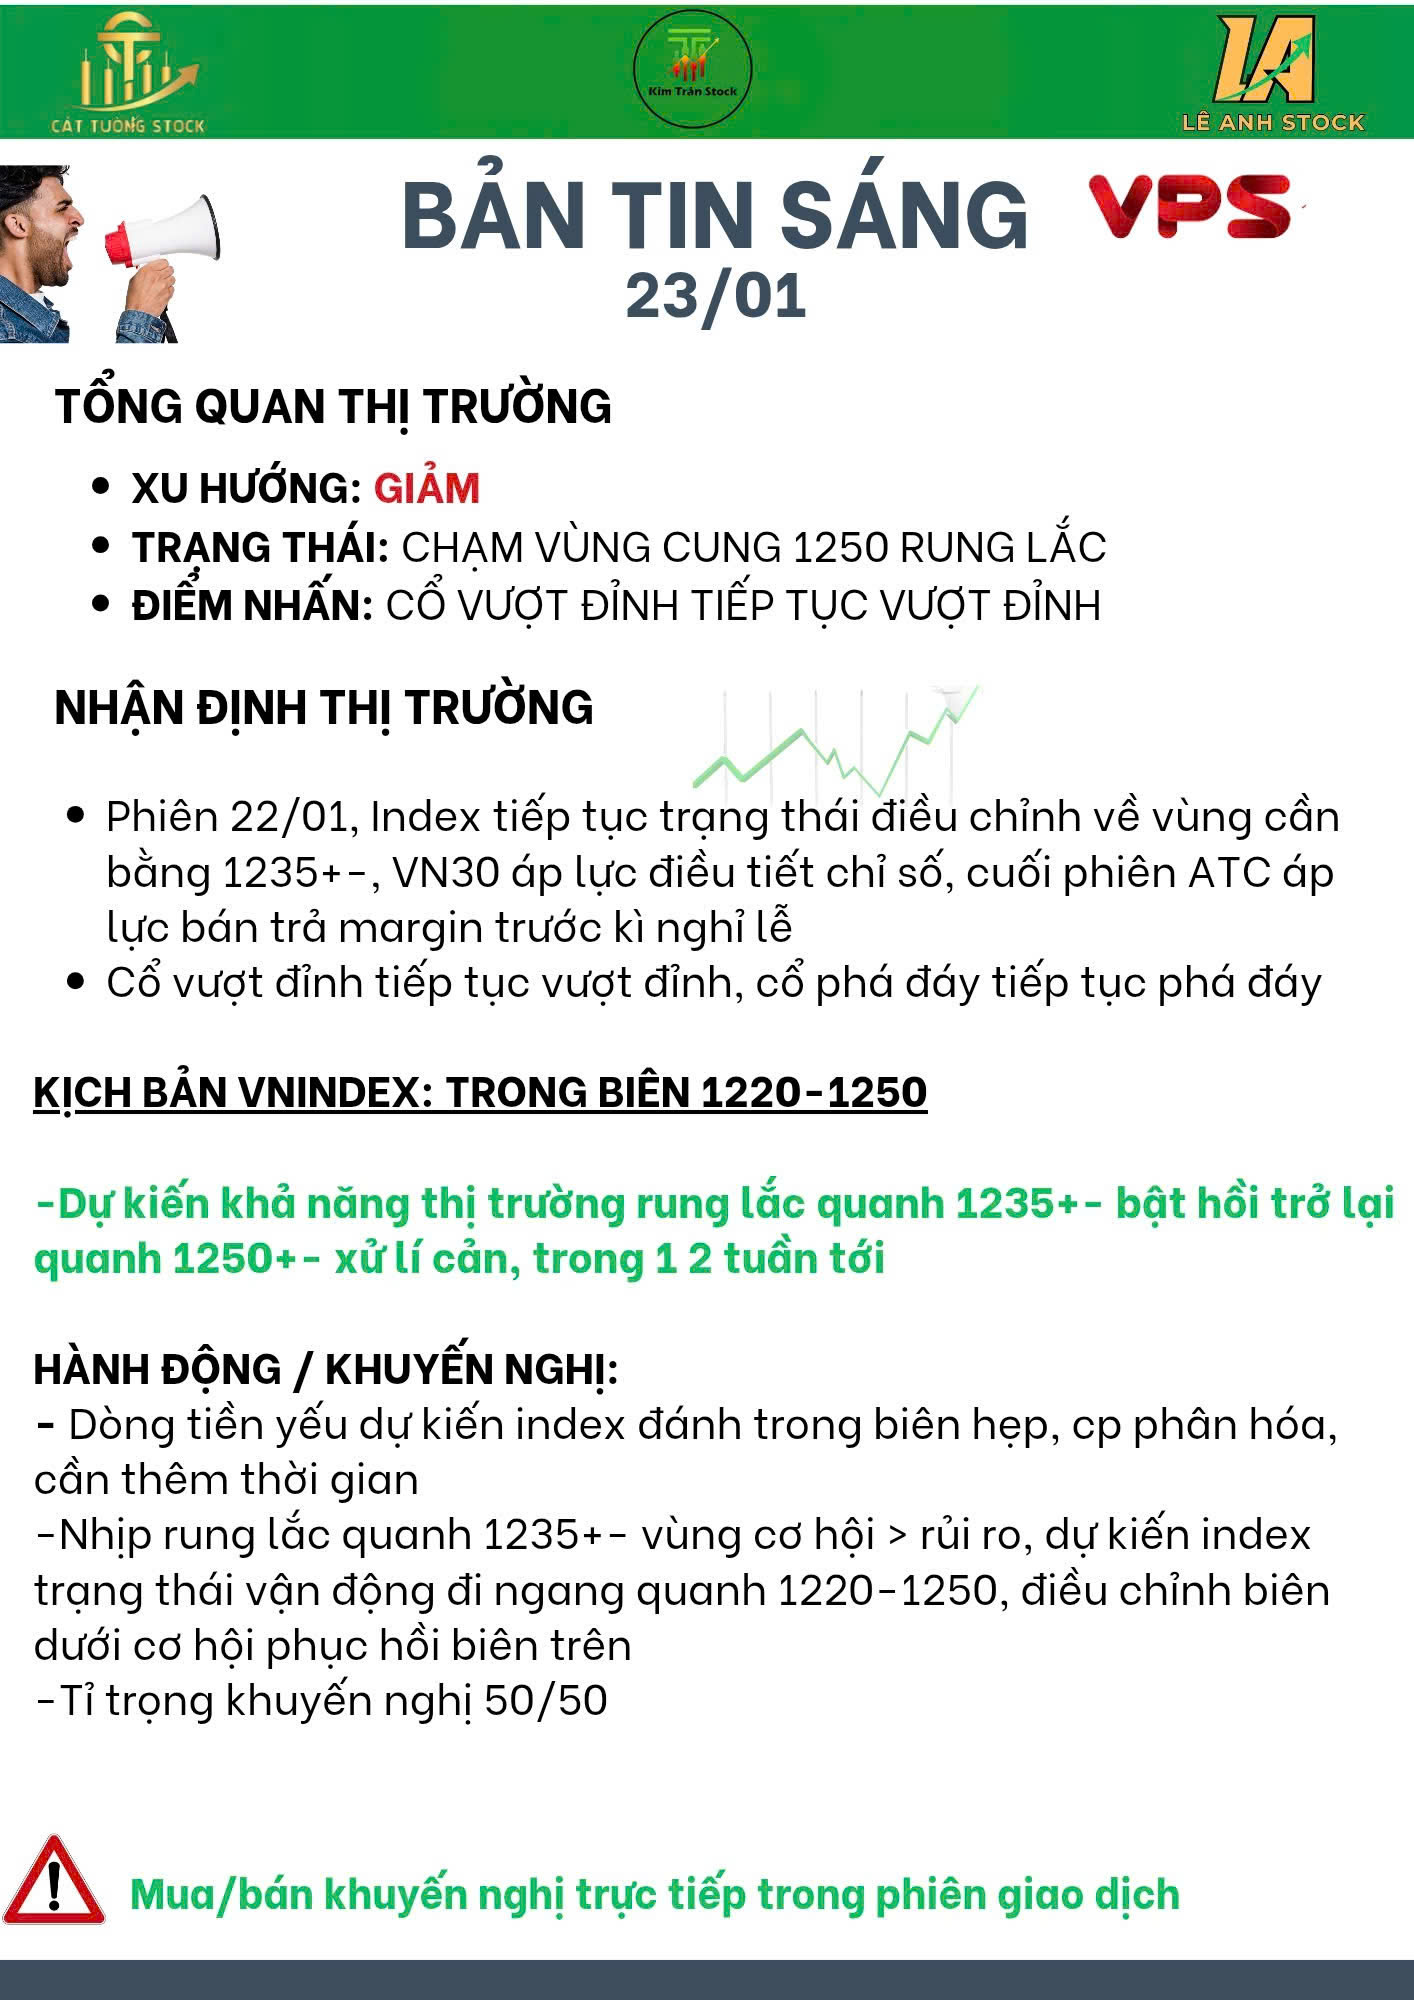 CÁT TƯỜNG STOCK
Kim Trân Stock
LA
LÊ ANH STOCK
BẢN TIN SÁNG
VPS
23/01
TỔNG QUAN THỊ TRƯỜNG
• XU HƯỚNG: GIẢM
• TRẠNG THÁI: CHẠM VÙNG CUNG 1250 RUNG LẮC
• ĐIỂM NHẤN: CỔ VƯỢT ĐỈNH TIẾP TỤC VƯỢT ĐỈNH
NHẬN ĐỊNH THỊ TRƯỜNG
• Phiên 22/01, Index tiếp tục trạng thái điều chỉnh về vùng cần
bằng 1235+-, VN30 áp lực điều tiết chỉ số, cuối phiên ATC áp
lực bán trả margin trước kì nghỉ lễ
• Cổ vượt đỉnh tiếp tục vượt đỉnh, cổ phá đáy tiếp tục phá đáy
KỊCH BẢN VNINDEX: TRONG BIÊN 1220-1250
-Dự kiến khả năng thị trường rung lắc quanh 1235+- bật hồi trở lại
quanh 1250+- xử lí cản, trong 1 2 tuần tới
HÀNH ĐỘNG / KHUYẾN NGHỊ:
- Dòng tiền yếu dự kiến index đánh trong biên hẹp, cp phân hóa,
cần thêm thời gian
-Nhịp rung lắc quanh 1235+- vùng cơ hội > rủi ro, dự kiến index
trạng thái vận động đi ngang quanh 1220-1250, điều chỉnh biên
dưới cơ hội phục hồi biên trên
-Tỉ trọng khuyến nghị 50/50
Mua/bán khuyến nghị trực tiếp trong phiên giao dịch